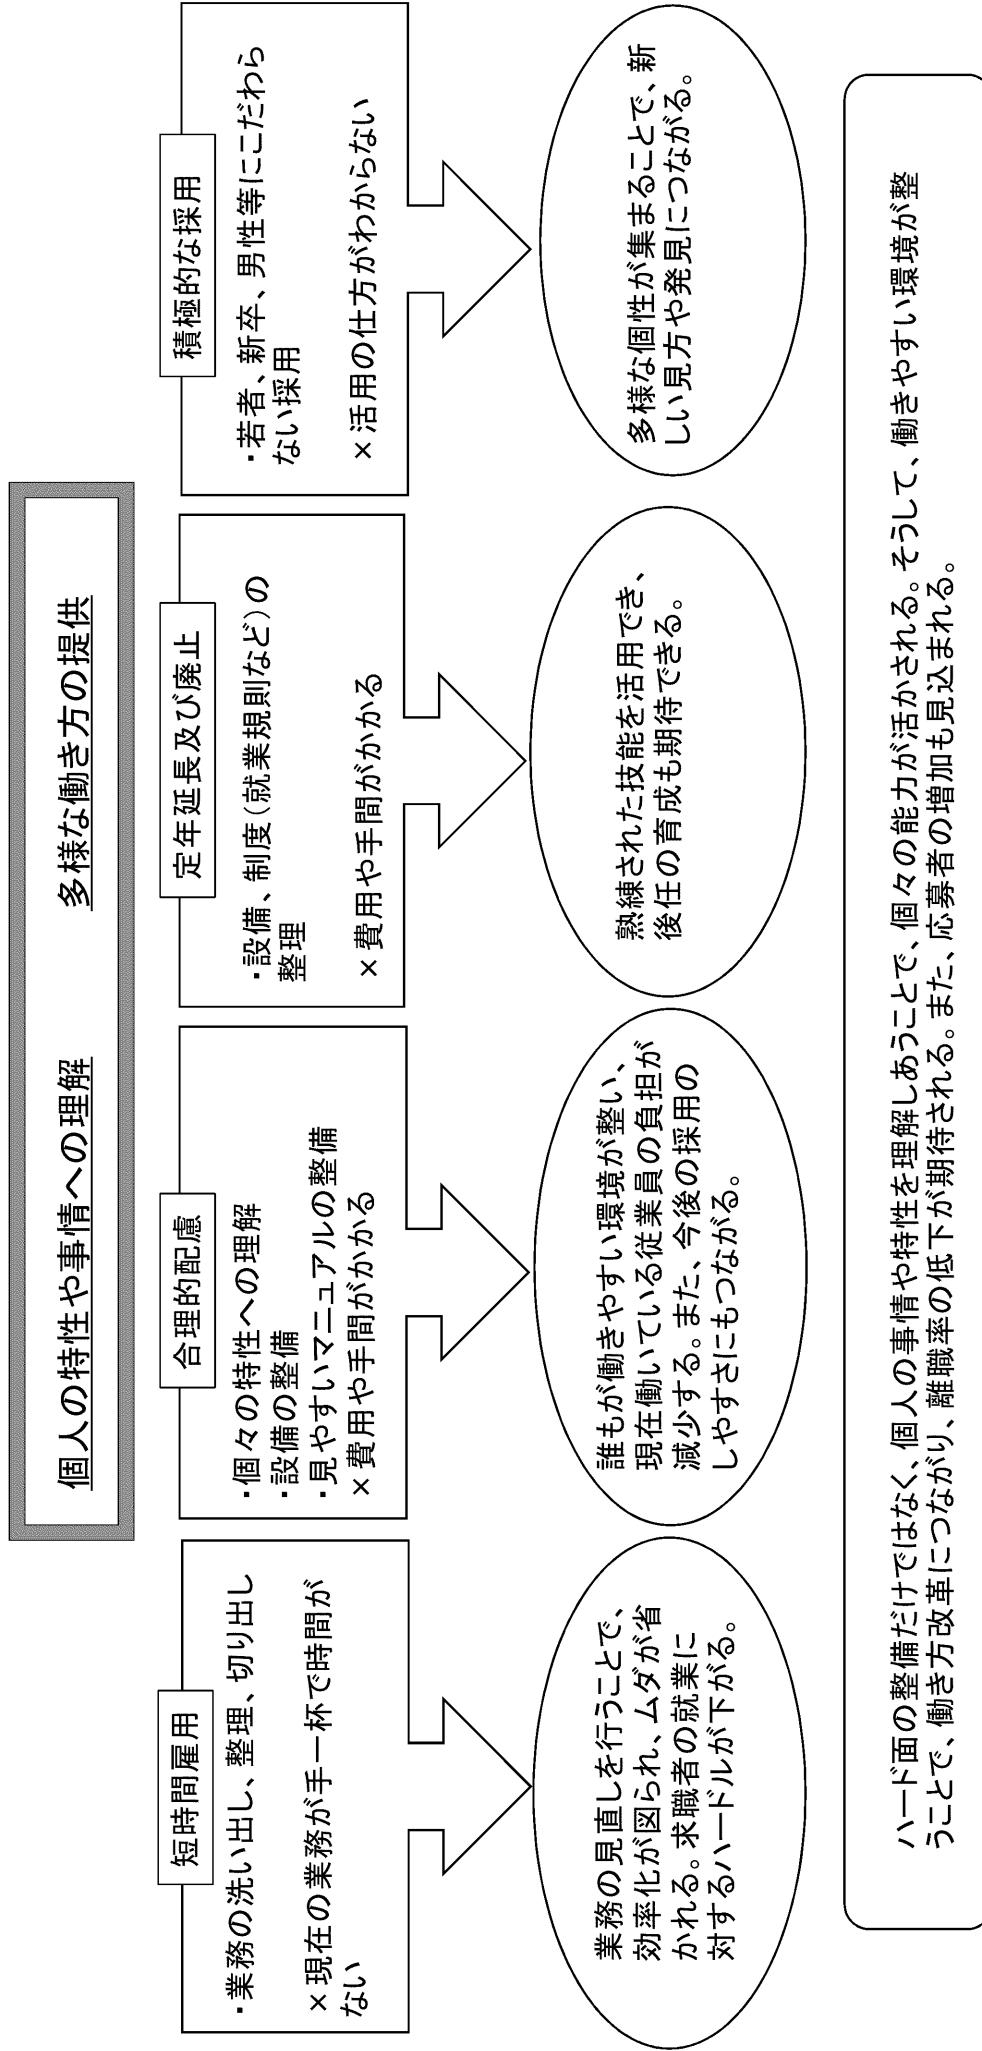 個人の特性や事情への理解　　　多様な働き方の提供
短時間雇用
・業務の洗い出し、整理、切り出し
×現在の業務が手一杯で時間が
ない
業務の見直しを行うことで、
効率化が図られ、ムダが省
かれる。求職者の就業に
対するハードルが下がる。
合理的配慮
・個々の特性への理解
・設備の整備
・見やすいマニュアルの整備
×費用や手間がかかる
誰もが働きやすい環境が整い、
現在働いている従業員の負担が
減少する。また、今後の採用の
しやすさにもつながる。
定年延長及び廃止
・設備、制度(就業規則など)の
整理
×費用や手間がかかる
熟練された技能を活用でき、
後任の育成も期待できる。
積極的な採用
・若者、新卒、男性等にこだわら
ない採用
×活用の仕方がわからない
多様な個性が集まることで、新
しい見方や発見につながる。
ハード面の整備だけではなく、個人の事情や特性を理解しあうことで、個々の能力が活かされる。そうして、働きやすい環境が整
うことで、働き方改革につながり、離職率の低下が期待される。また、応募者の増加も見込まれる。